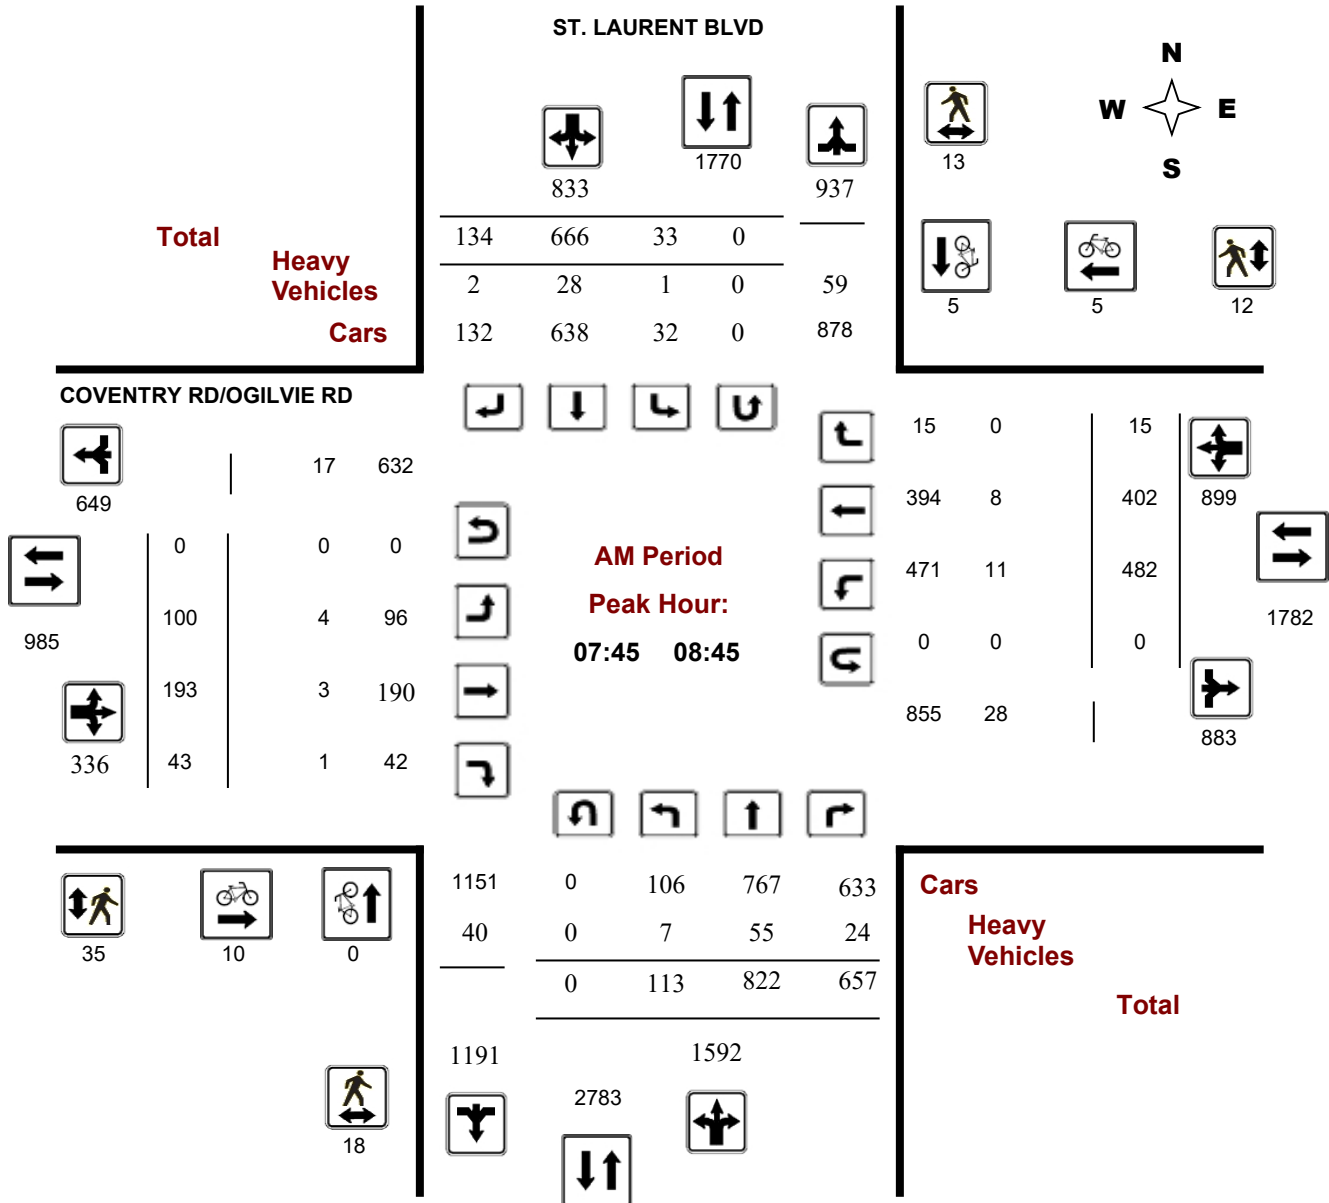 ST. LAURENT BLVD
N
W E
S
13
1770
833 937
Total 134 666 33 0
Heavy
Vehicles 2 28 1 0 59
Cars 132 638 32 0 878
5 5 12
COVENTRY RD/OGILVIE RD
15 0 15
17 632
649
394 8 402 899
0 0 0
AM Period
471 11 482
100 4 96
Peak Hour:
1782
985
07:45 08:45
0 0 0
193 3 190
855 28
883
336 43 1 42
1151 0 106 767 633 Cars
40 0 7 55 24 Heavy
Vehicles
35 10 0
0 113 822 657
Total
1191 1592
2783
18